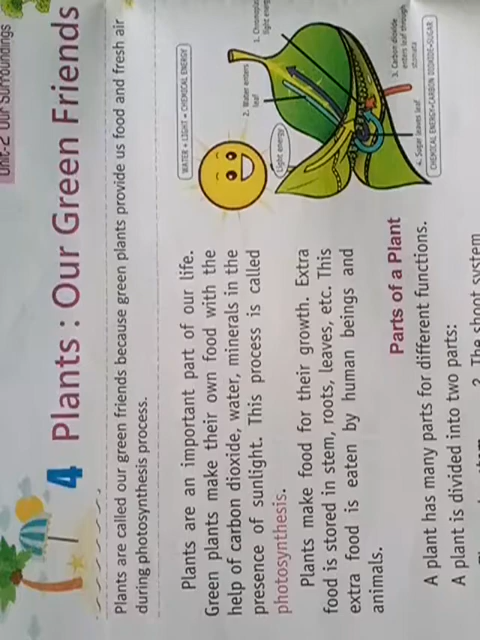 Unit-2 Our Surroundings
4 Plants : Our Green Friends
Plants are called our green friends because green plants provide us food and fresh air
during photosynthesis process.
Plants are an important part of our life.
Green plants make their own food with the
help of carbon dioxide, water, minerals in the
presence of sunlight. This process is called
photosynthesis.
Plants make food for their growth. Extra
food is stored in stem, roots, leaves, etc. This
extra food is eaten by human beings and
animals.
WATER + LIGHT = CHEMICAL ENERGY
1. Chloroplas
light energ
2. Water enters
leaf
Light energy
3. Carbon dioxide
enters leaf through
stomata
4. Sugar leaves leaf
CHEMICAL ENERGY+CARBON DIOXIDE=SUGAR
Parts of a Plant
A plant has many parts for different functions.
A plant is divided into two parts:
2. The shoot system